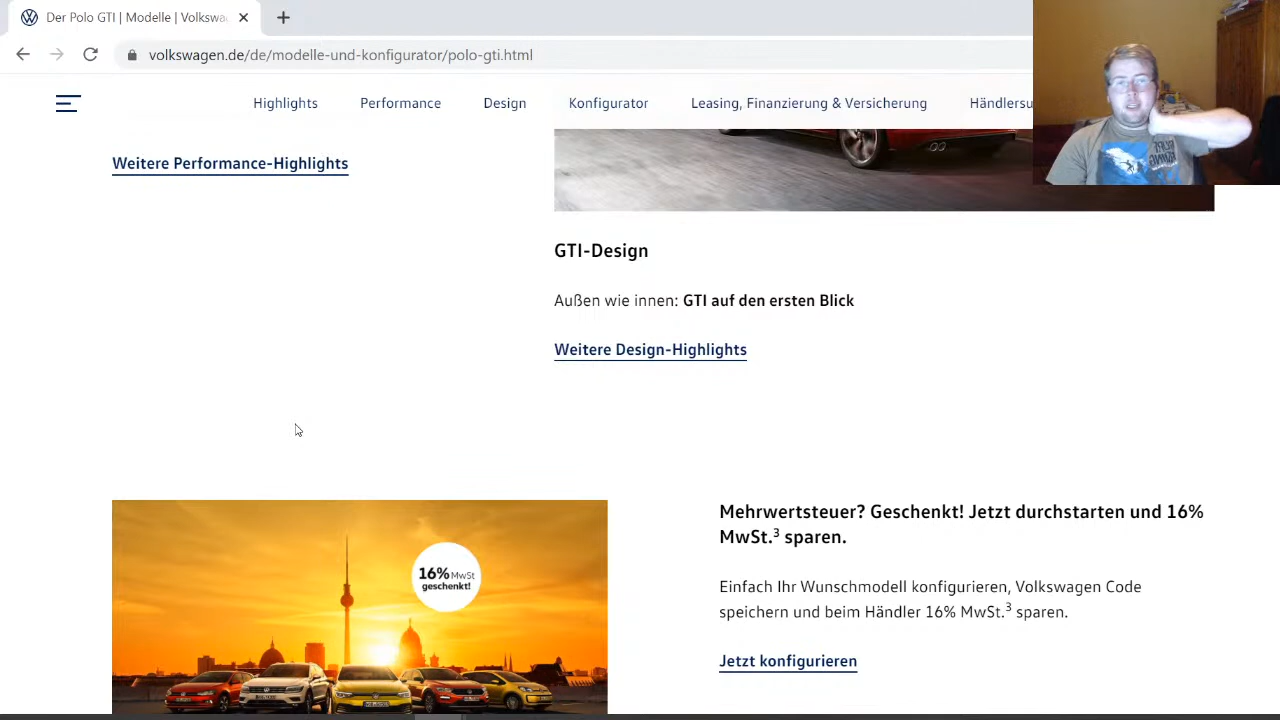 Der Polo GTI | Modelle | Volkswa
volkswagen.de/de/modelle-und-konfigurator/polo-gti.html
Highlights Performance Design Konfigurator Leasing, Finanzierung & Versicherung Händlersu
Weitere Performance-Highlights
GTI-Design
Außen wie innen: GTI auf den ersten Blick
Weitere Design-Highlights
16% MwSt
geschenkt!
Mehrwertsteuer? Geschenkt! Jetzt durchstarten und 16%
MwSt.³ sparen.
Einfach Ihr Wunschmodell konfigurieren, Volkswagen Code
speichern und beim Händler 16% MwSt.³ sparen.
Jetzt konfigurieren